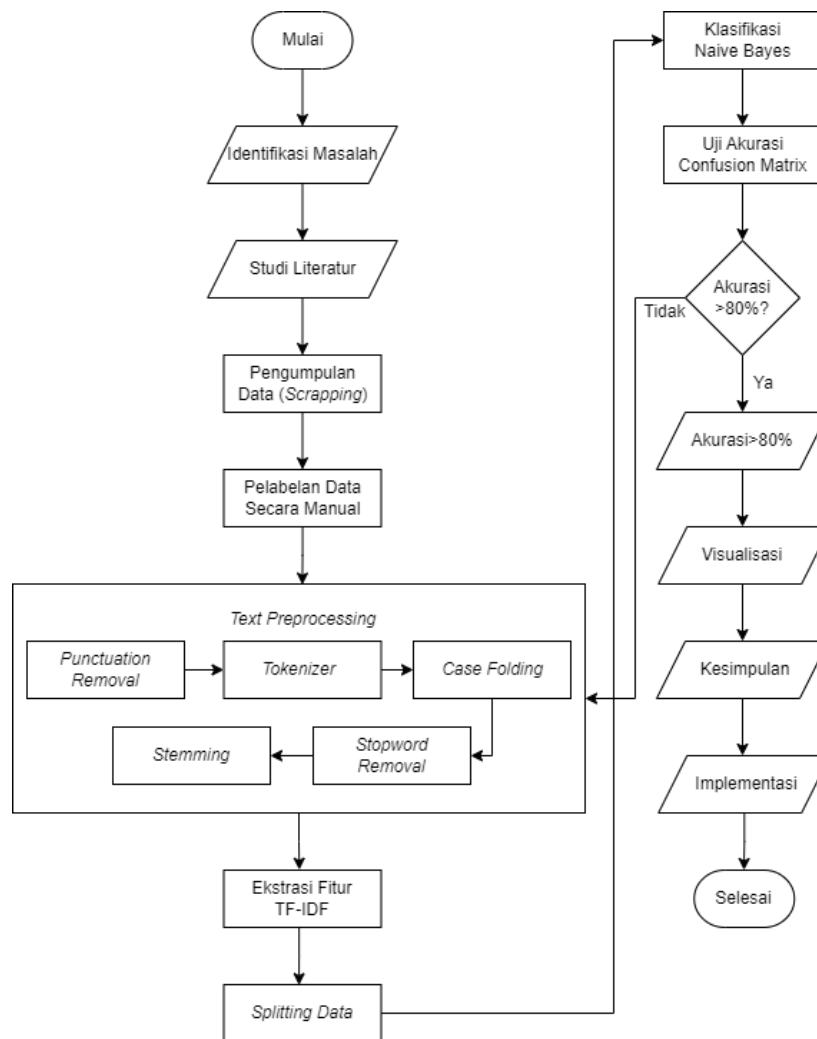 Mulai
Identifikasi Masalah
Studi Literatur
Pengumpulan
Data (Scrapping)
Pelabelan Data
Secara Manual
Text Preprocessing
Punctuation
Removal
Tokenizer
Case Folding
Stopword
Removal
Stemming
Ekstrasi Fitur
TF-IDF
Splitting Data
Klasifikasi
Naive Bayes
Uji Akurasi
Confusion Matrix
Akurasi
>80%?
Tidak
Ya
Akurasi>80%
Visualisasi
Kesimpulan
Implementasi
Selesai